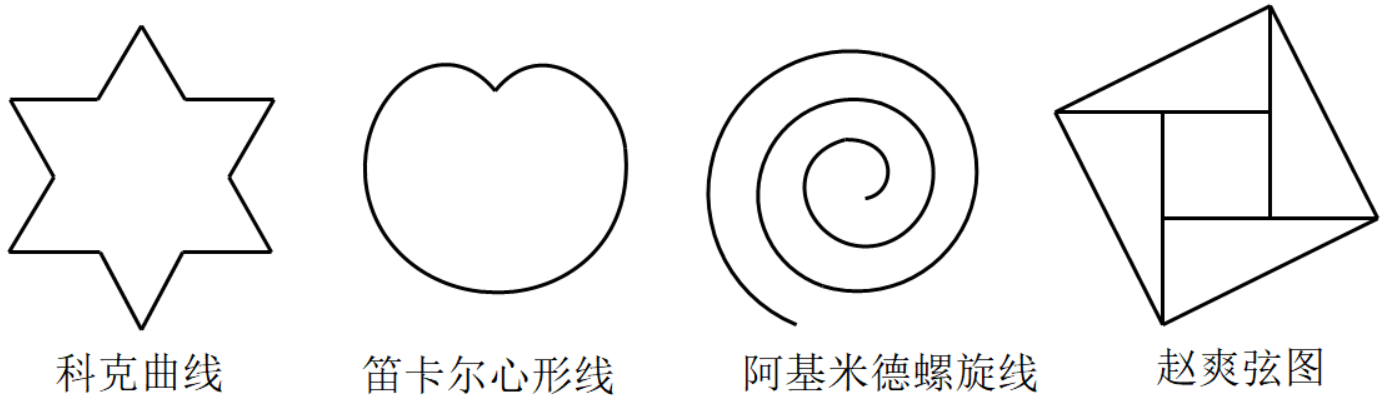 科克曲线
笛卡尔心形线
阿基米德螺旋线
赵爽弦图